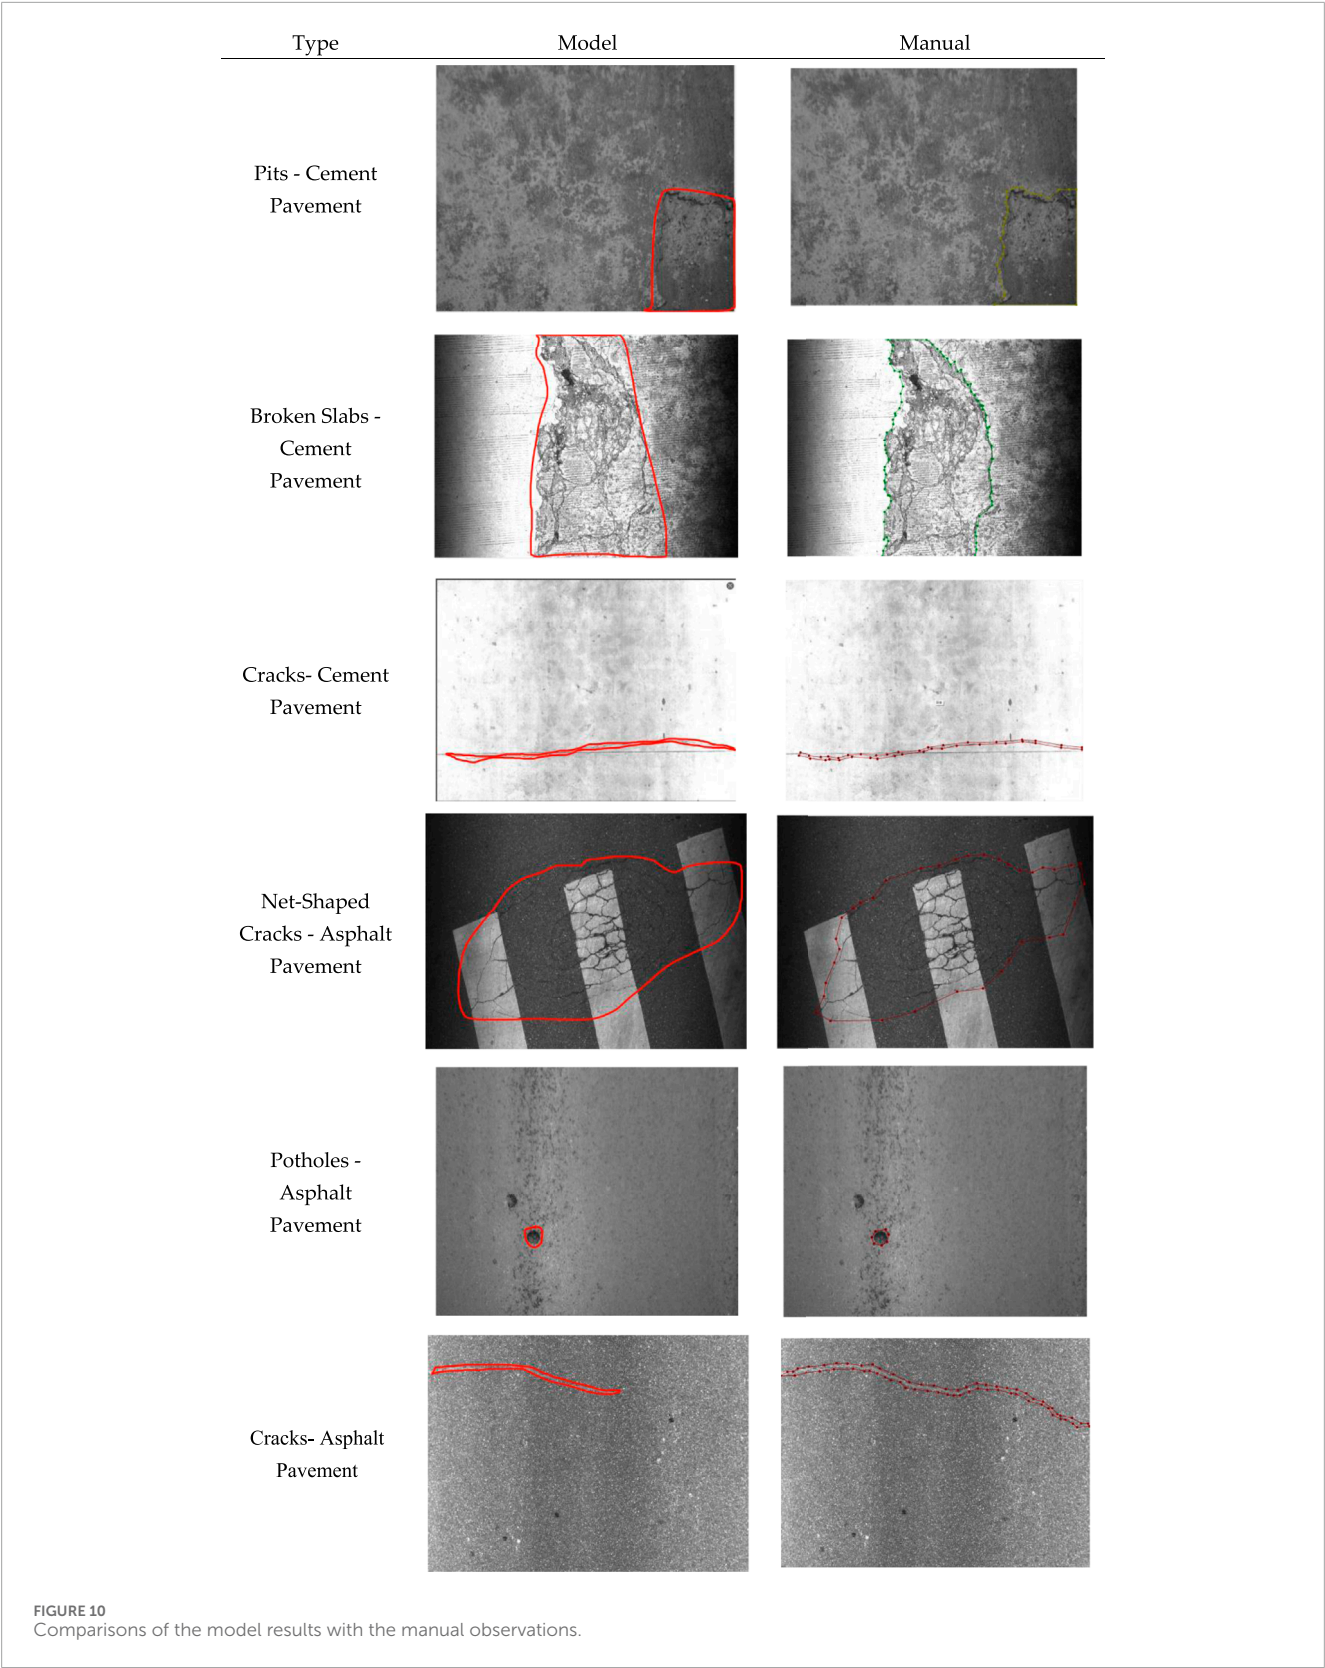 Type Model Manual
Pits - Cement
Pavement
Broken Slabs -
Cement
Pavement
Cracks- Cement
Pavement
Net-Shaped
Cracks - Asphalt
Pavement
Potholes -
Asphalt
Pavement
Cracks- Asphalt
Pavement
FIGURE 10
Comparisons of the model results with the manual observations.